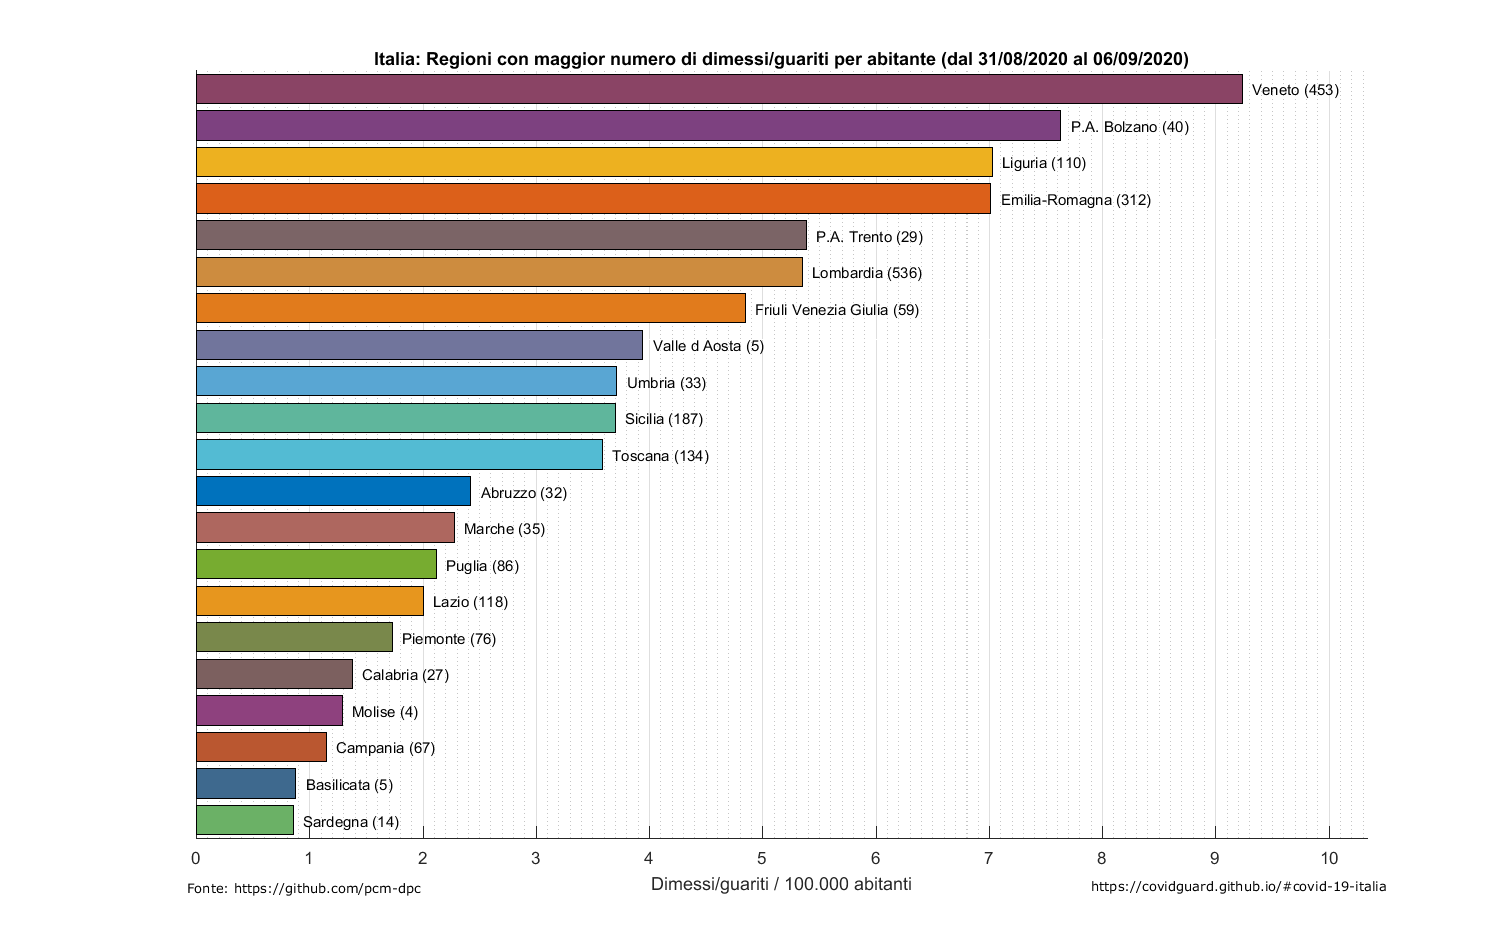 Italia: Regioni con maggior numero di dimessi/guariti per abitante (dal 31/08/2020 al 06/09/2020)
Veneto (453)
P.A. Bolzano (40)
Liguria (110)
Emilia-Romagna (312)
P.A. Trento (29)
Lombardia (536)
Friuli Venezia Giulia (59)
Valle d Aosta (5)
Umbria (33)
Sicilia (187)
Toscana (134)
Abruzzo (32)
Marche (35)
Puglia (86)
Lazio (118)
Piemonte (76)
Calabria (27)
Molise (4)
Campania (67)
Basilicata (5)
Sardegna (14)
0 1 2 3 4 5 6 7 8 9 10
Dimessi/guariti / 100.000 abitanti
Fonte: https://github.com/pcm-dpc
https://covidguard.github.io/#covid-19-italia